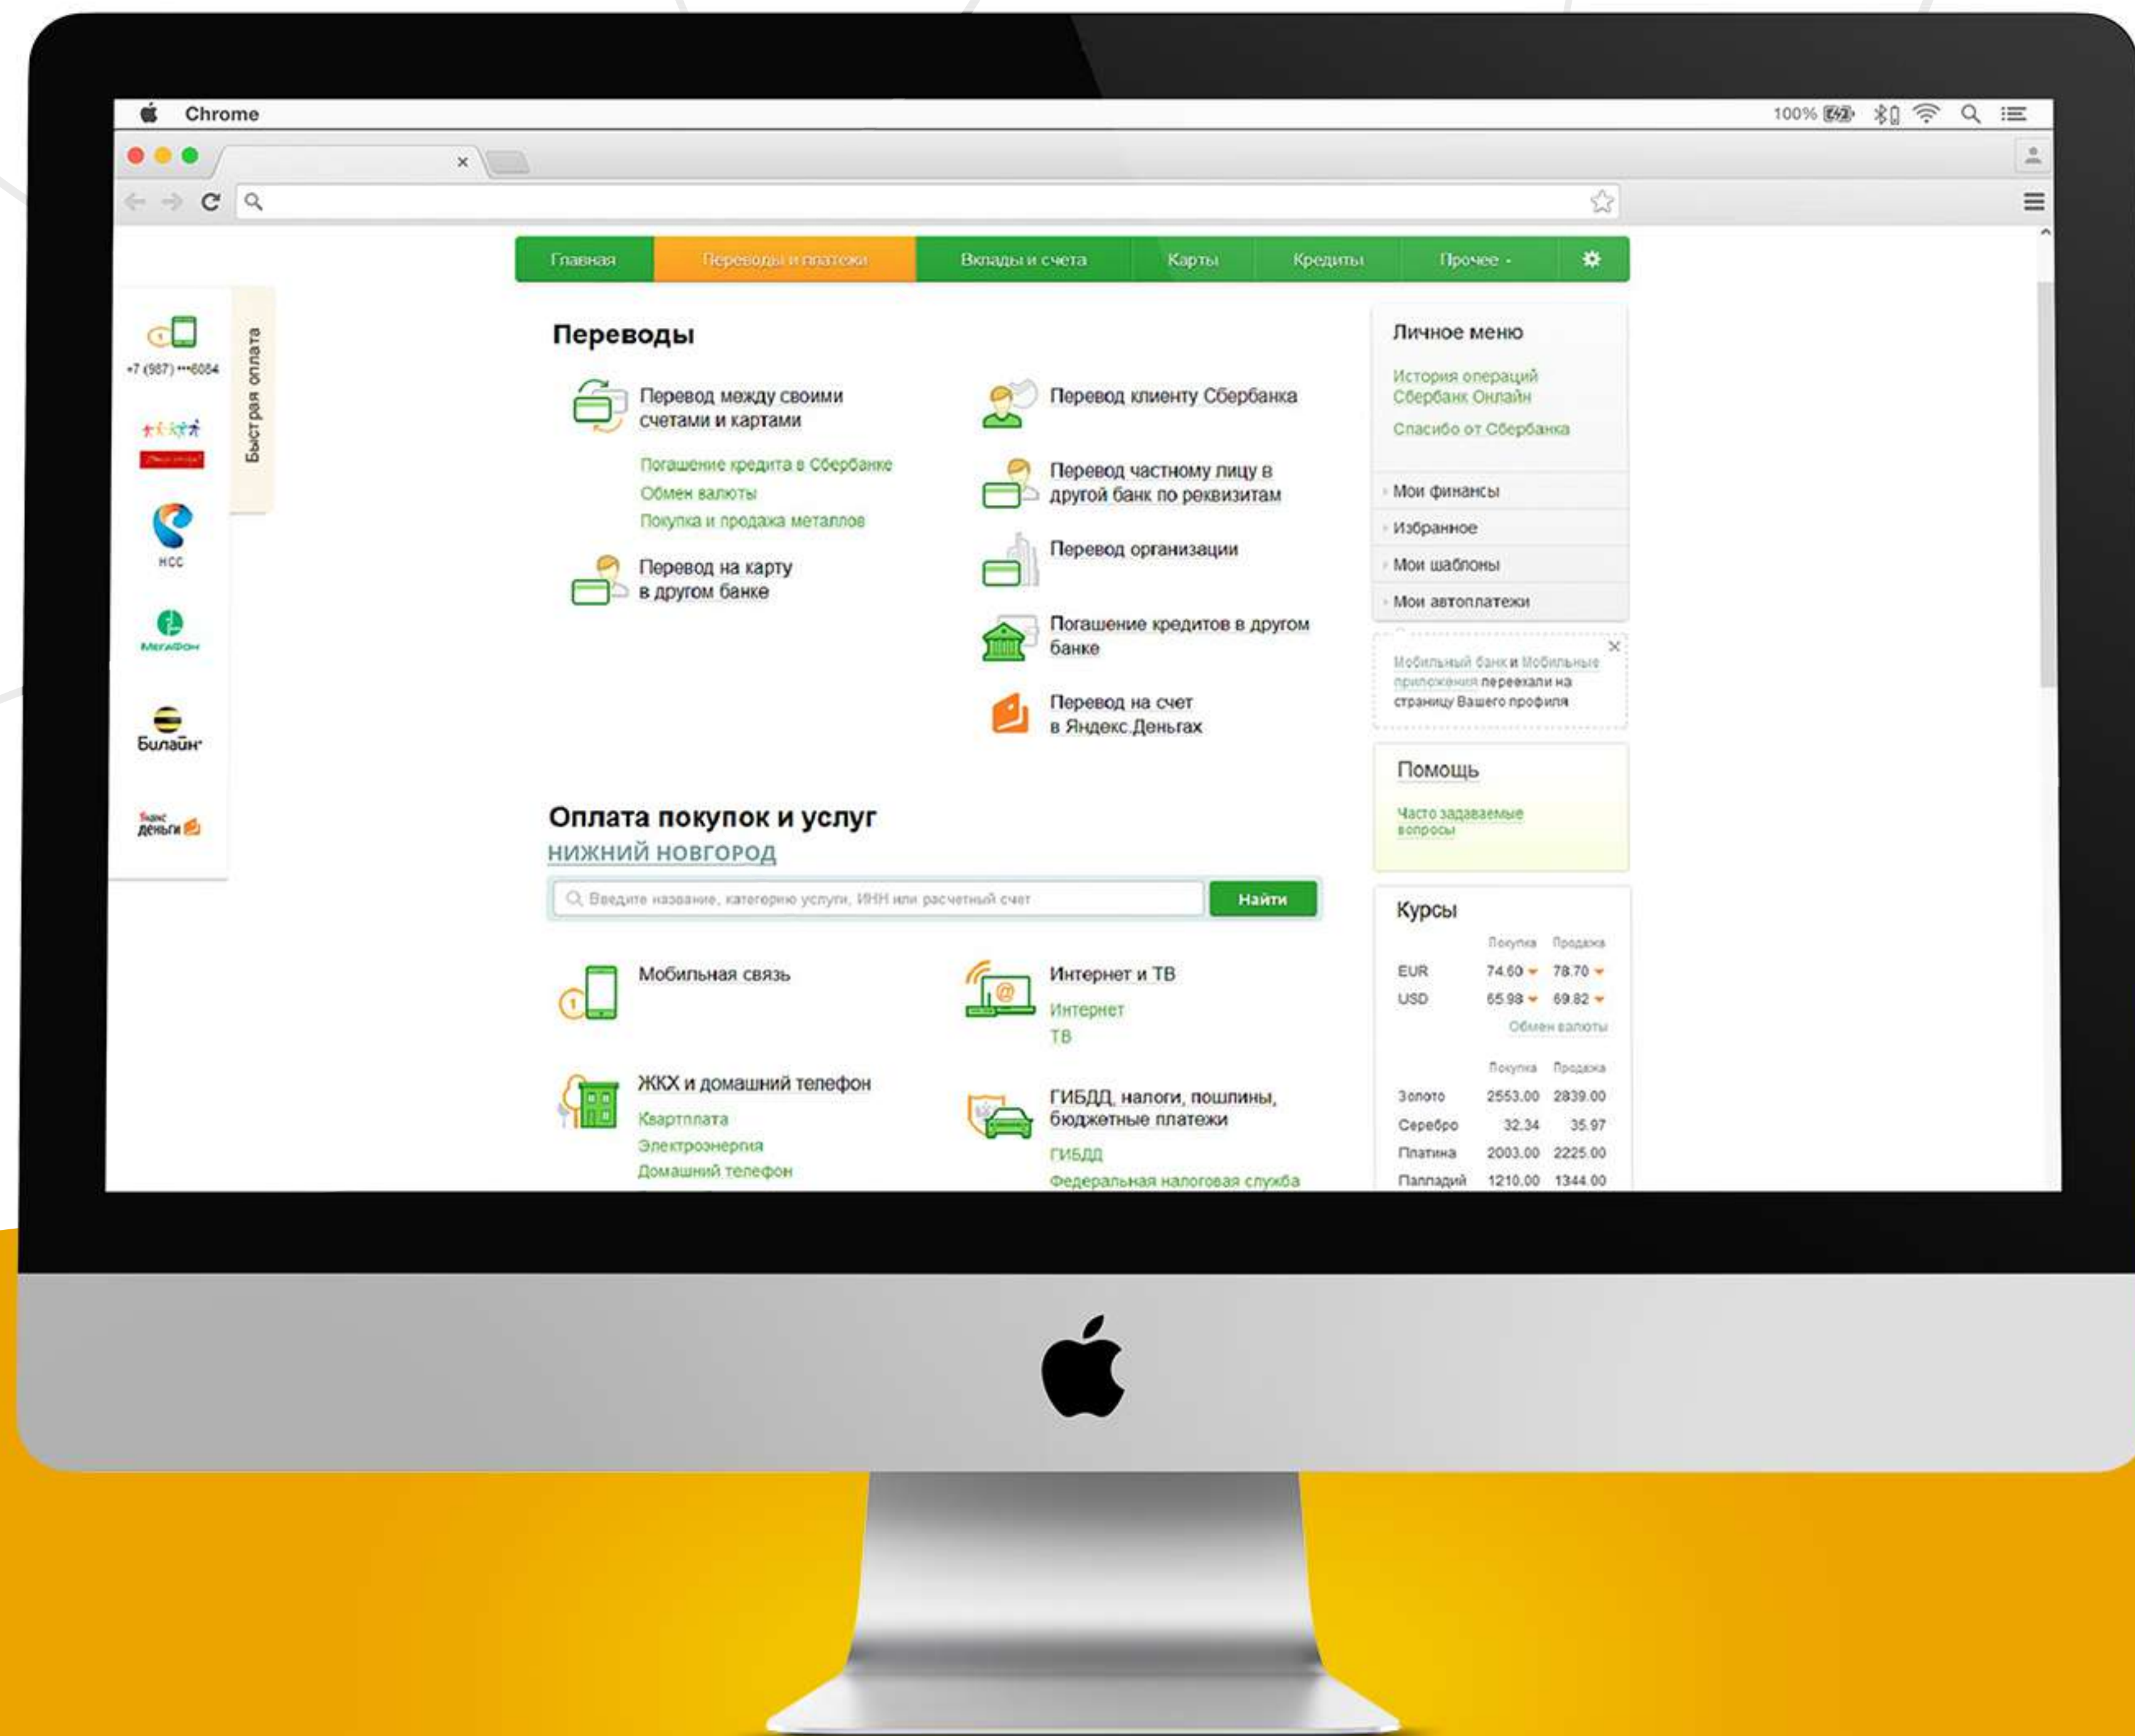 Chrome
100%
Главная Переводы и платежи Вклады и счета Карты Кредиты Прочее
Быстрая оплата
+7 (987) ***6084
НСС
МегаФон
Билайн
Яндекс
деньги
Переводы
Перевод между своими
счетами и картами
Погашение кредита в Сбербанке
Обмен валюты
Покупка и продажа металлов
Перевод на карту
в другом банке
Перевод клиенту Сбербанка
Перевод частному лицу в
другой банк по реквизитам
Перевод организации
Погашение кредитов в другом
банке
Перевод на счет
в Яндекс.Деньгах
Оплата покупок и услуг
НИЖНИЙ НОВГОРОД
Введите название, категорию услуги, ИНН или расчетный счет
Найти
Мобильная связь
Интернет и ТВ
Интернет
ТВ
ЖКХ и домашний телефон
Квартплата
Электроэнергия
Домашний телефон
ГИБДД, налоги, пошлины,
бюджетные платежи
ГИБДД
Федеральная налоговая служба
Личное меню
История операций
Сбербанк Онлайн
Спасибо от Сбербанка
Мои финансы
Избранное
Мои шаблоны
Мои автоплатежи
Мобильный банк и Мобильные
приложения переехали на
страницу Вашего профиля
Помощь
Часто задаваемые
вопросы
Курсы
Покупка Продажа
EUR 74.60 78.70
USD 65.98 69.82
Обмен валюты
Покупка Продажа
Золото 2553.00 2839.00
Серебро 32.34 35.97
Платина 2003.00 2225.00
Палладий 1210.00 1344.00